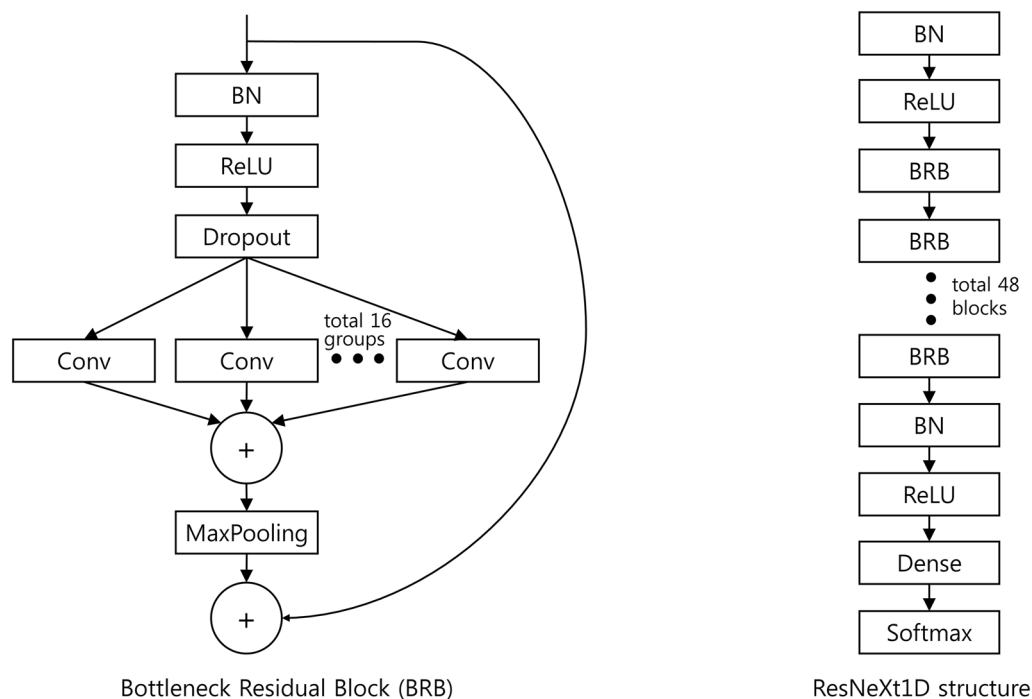 BN
ReLU
Dropout
Conv
Conv
total 16
groups
Conv
+
MaxPooling
+
Bottleneck Residual Block (BRB)
BN
ReLU
BRB
BRB
total 48
blocks
BRB
BN
ReLU
Dense
Softmax
ResNeXt1D structure